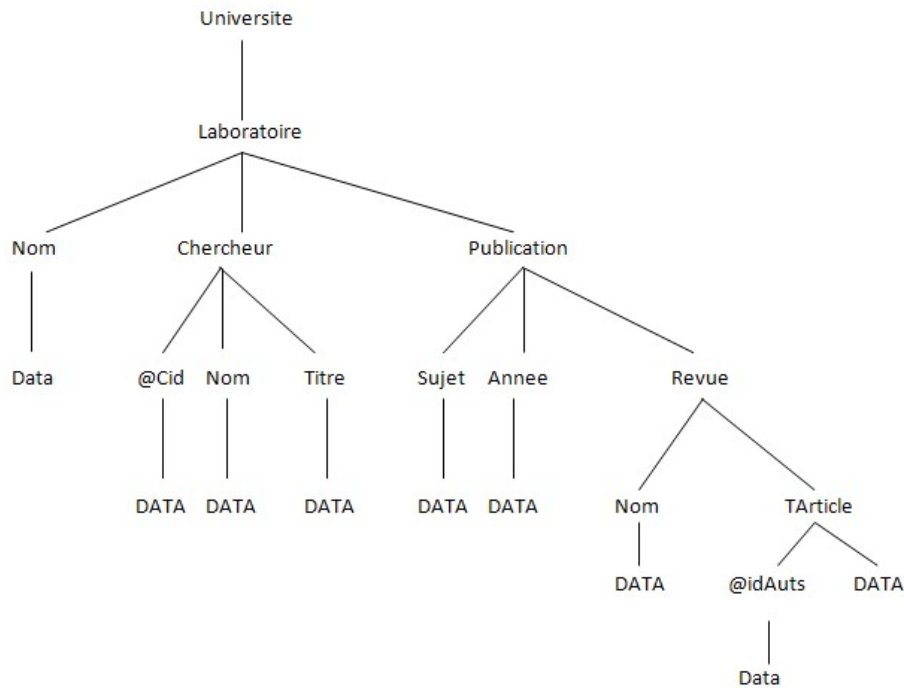 Universite
Laboratoire
Nom Chercheur Publication
Data @Cid Nom Titre Sujet Annee Revue
DATA DATA DATA DATA DATA Nom TArticle
DATA @idAuts DATA
Data